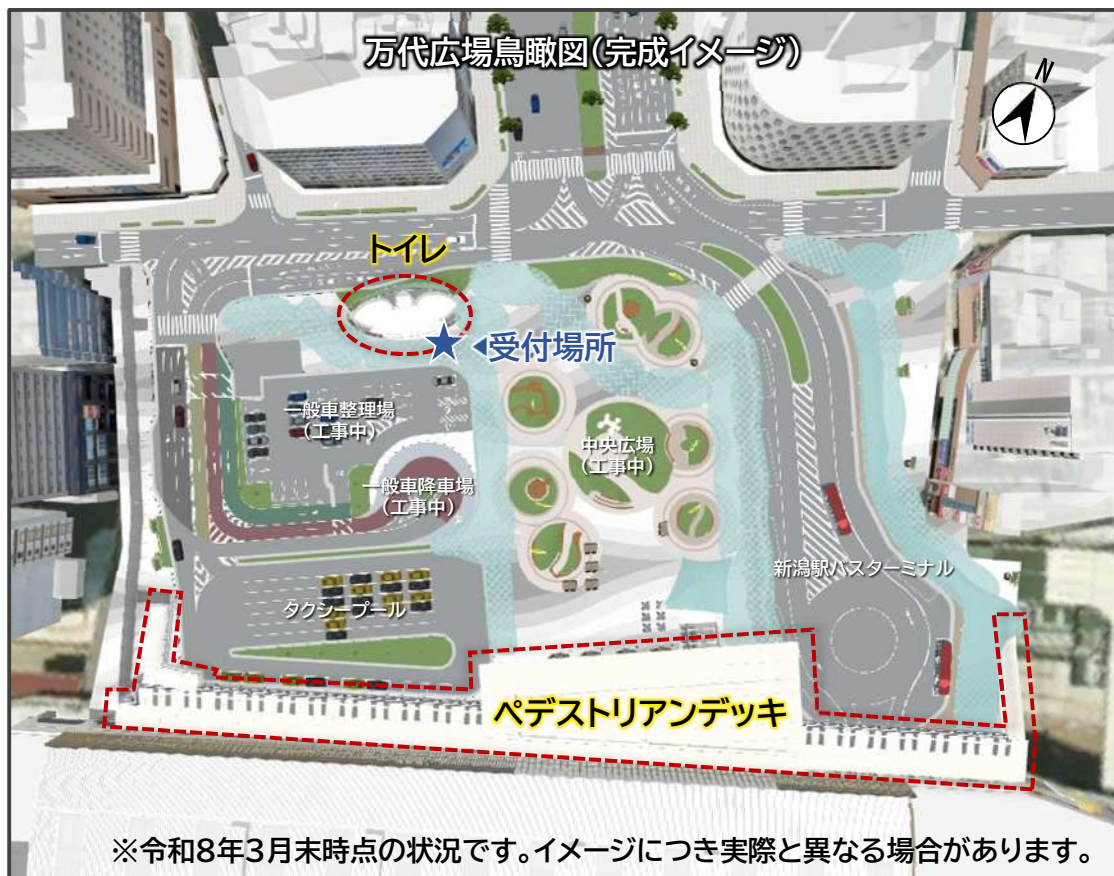 万代広場鳥瞰図(完成イメージ)
N
トイレ
受付場所
一般車整理場
(工事中)
一般車降車場
(工事中)
中央広場
(工事中)
新潟駅バスターミナル
タクシープール
ペデストリアンデッキ
※令和8年3月末時点の状況です。イメージにつき実際と異なる場合があります。